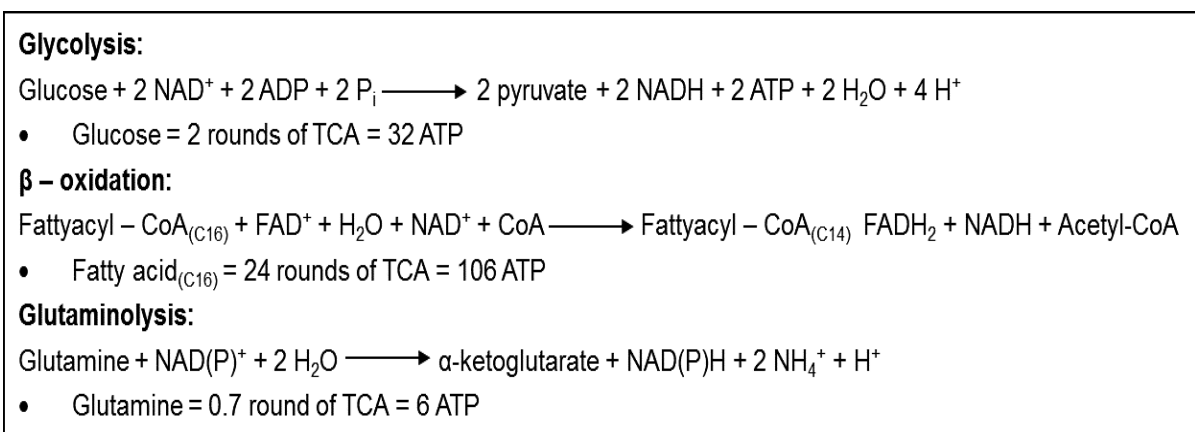 Glycolysis:
Glucose + 2 NAD⁺ + 2 ADP + 2 Pᵢ ⟶ 2 pyruvate + 2 NADH + 2 ATP + 2 H₂O + 4 H⁺
• Glucose = 2 rounds of TCA = 32 ATP
β – oxidation:
Fattyacyl – CoA₍C16₎ + FAD⁺ + H₂O + NAD⁺ + CoA ⟶ Fattyacyl – CoA₍C14₎ FADH₂ + NADH + Acetyl-CoA
• Fatty acid₍C16₎ = 24 rounds of TCA = 106 ATP
Glutaminolysis:
Glutamine + NAD(P)⁺ + 2 H₂O ⟶ α-ketoglutarate + NAD(P)H + 2 NH₄⁺ + H⁺
• Glutamine = 0.7 round of TCA = 6 ATP